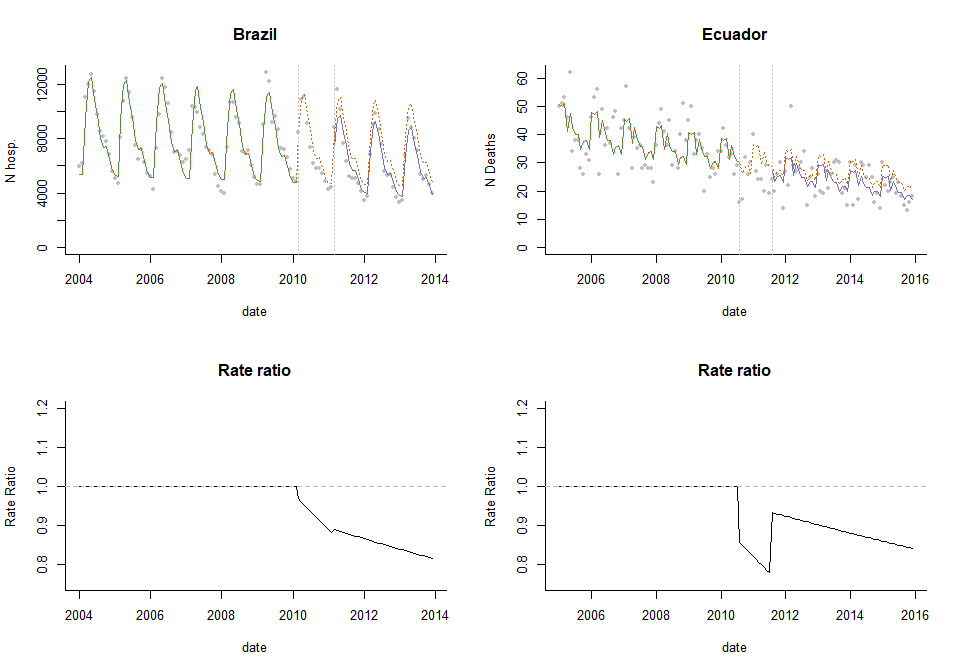 Brazil
N hosp.
0 4000 8000 12000
2004 2006 2008 2010 2012 2014
date
Ecuador
N Deaths
0 10 20 30 40 50 60
2006 2008 2010 2012 2014 2016
date
Rate ratio
Rate Ratio
0.8 0.9 1.0 1.1 1.2
2004 2006 2008 2010 2012 2014
date
Rate ratio
Rate Ratio
0.8 0.9 1.0 1.1 1.2
2006 2008 2010 2012 2014 2016
date